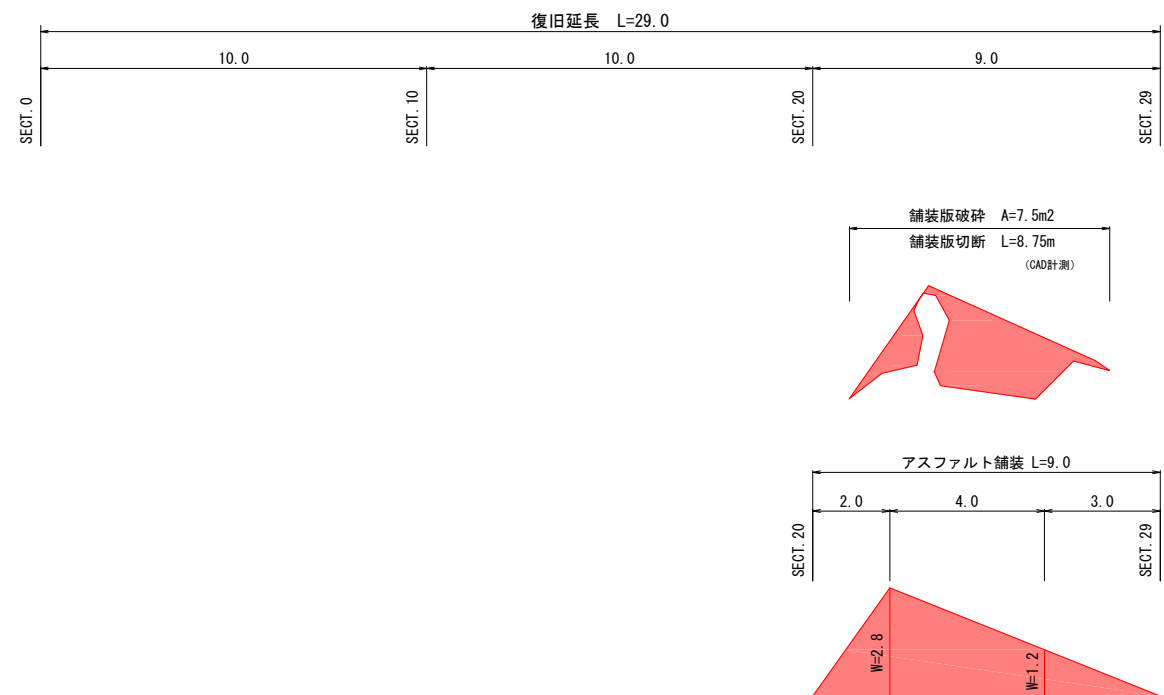 復旧延長　L=29.0
10.0
10.0
9.0
SECT.0
SECT.10
SECT.20
SECT.29
舗装版破砕　A=7.5m2
舗装版切断　L=8.75m
(CAD計測)
アスファルト舗装 L=9.0
2.0
4.0
3.0
SECT.20
SECT.29
W=2.8
W=1.2